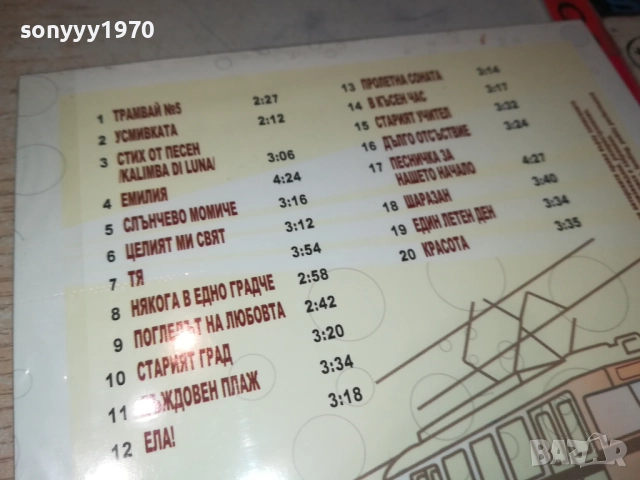 sonyyy1970
1 ТРАМВАЙ №5 2:27
2 УСМИВКАТА 2:12
3 СТИХ ОТ ПЕСЕН
/KALIMBA DI LUNA/ 3:06
4 ЕМИЛИЯ 4:24
5 СЛЪНЧЕВО МОМИЧЕ 3:16
6 ЦЕЛИЯТ МИ СВЯТ 3:12
7 ТЯ 3:54
8 НЯКОГА В ЕДНО ГРАДЧЕ 2:58
9 ПОГЛЕДЪТ НА ЛЮБОВТА 2:42
10 СТАРИЯТ ГРАД 3:20
11 ДЪЖДОВЕН ПЛАЖ 3:34
12 ЕЛА! 3:18
13 ПРОЛЕТНА СОНАТА 3:14
14 В КЪСЕН ЧАС 3:17
15 СТАРИЯТ УЧИТЕЛ 3:32
16 ДЪЛГО ОТСЪСТВИЕ 3:24
17 ПЕСНИЧКА ЗА
НАШЕТО НАЧАЛО 4:27
18 ШАРАЗАН 3:40
19 ЕДИН ЛЕТЕН ДЕН 3:34
20 КРАСОТА 3:35
BAZAR